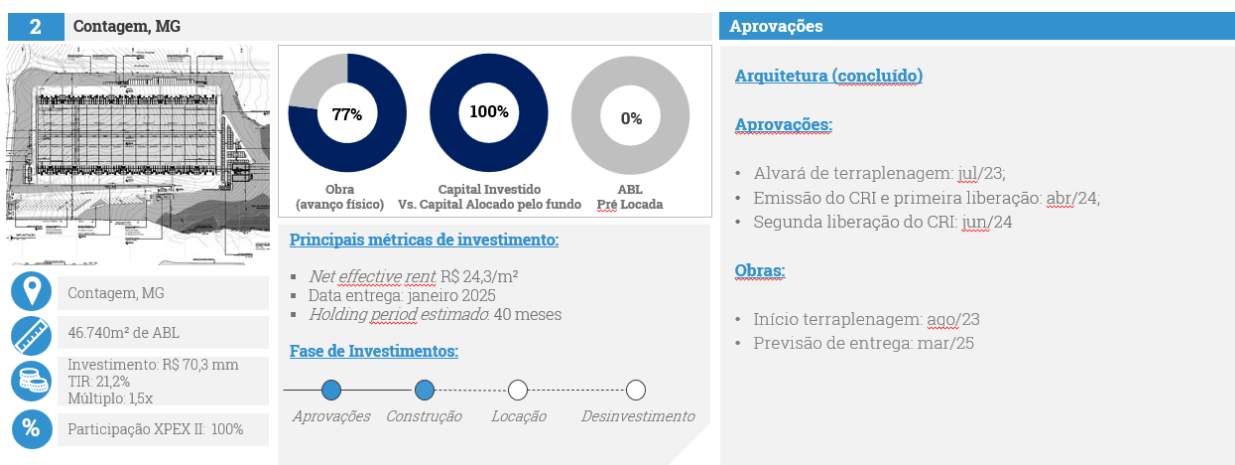 2 Contagem, MG
77%
100%
0%
Obra
(avanço físico)
Capital Investido
Vs. Capital Alocado pelo fundo
ABL
Pré Locada
Contagem, MG
46.740m² de ABL
Investimento: R$ 70,3 mm
TIR: 21,2%
Múltiplo: 1,5x
% Participação XPEX II: 100%
Principais métricas de investimento:
▪ Net effective rent: R$ 24,3/m²
▪ Data entrega: janeiro 2025
▪ Holding period estimado: 40 meses
Fase de Investimentos:
Aprovações Construção Locação Desinvestimento
Aprovações
Arquitetura (concluído)
Aprovações:
• Alvará de terraplenagem: jul/23;
• Emissão do CRI e primeira liberação: abr/24;
• Segunda liberação do CRI: jun/24
Obras:
• Início terraplenagem: ago/23
• Previsão de entrega: mar/25